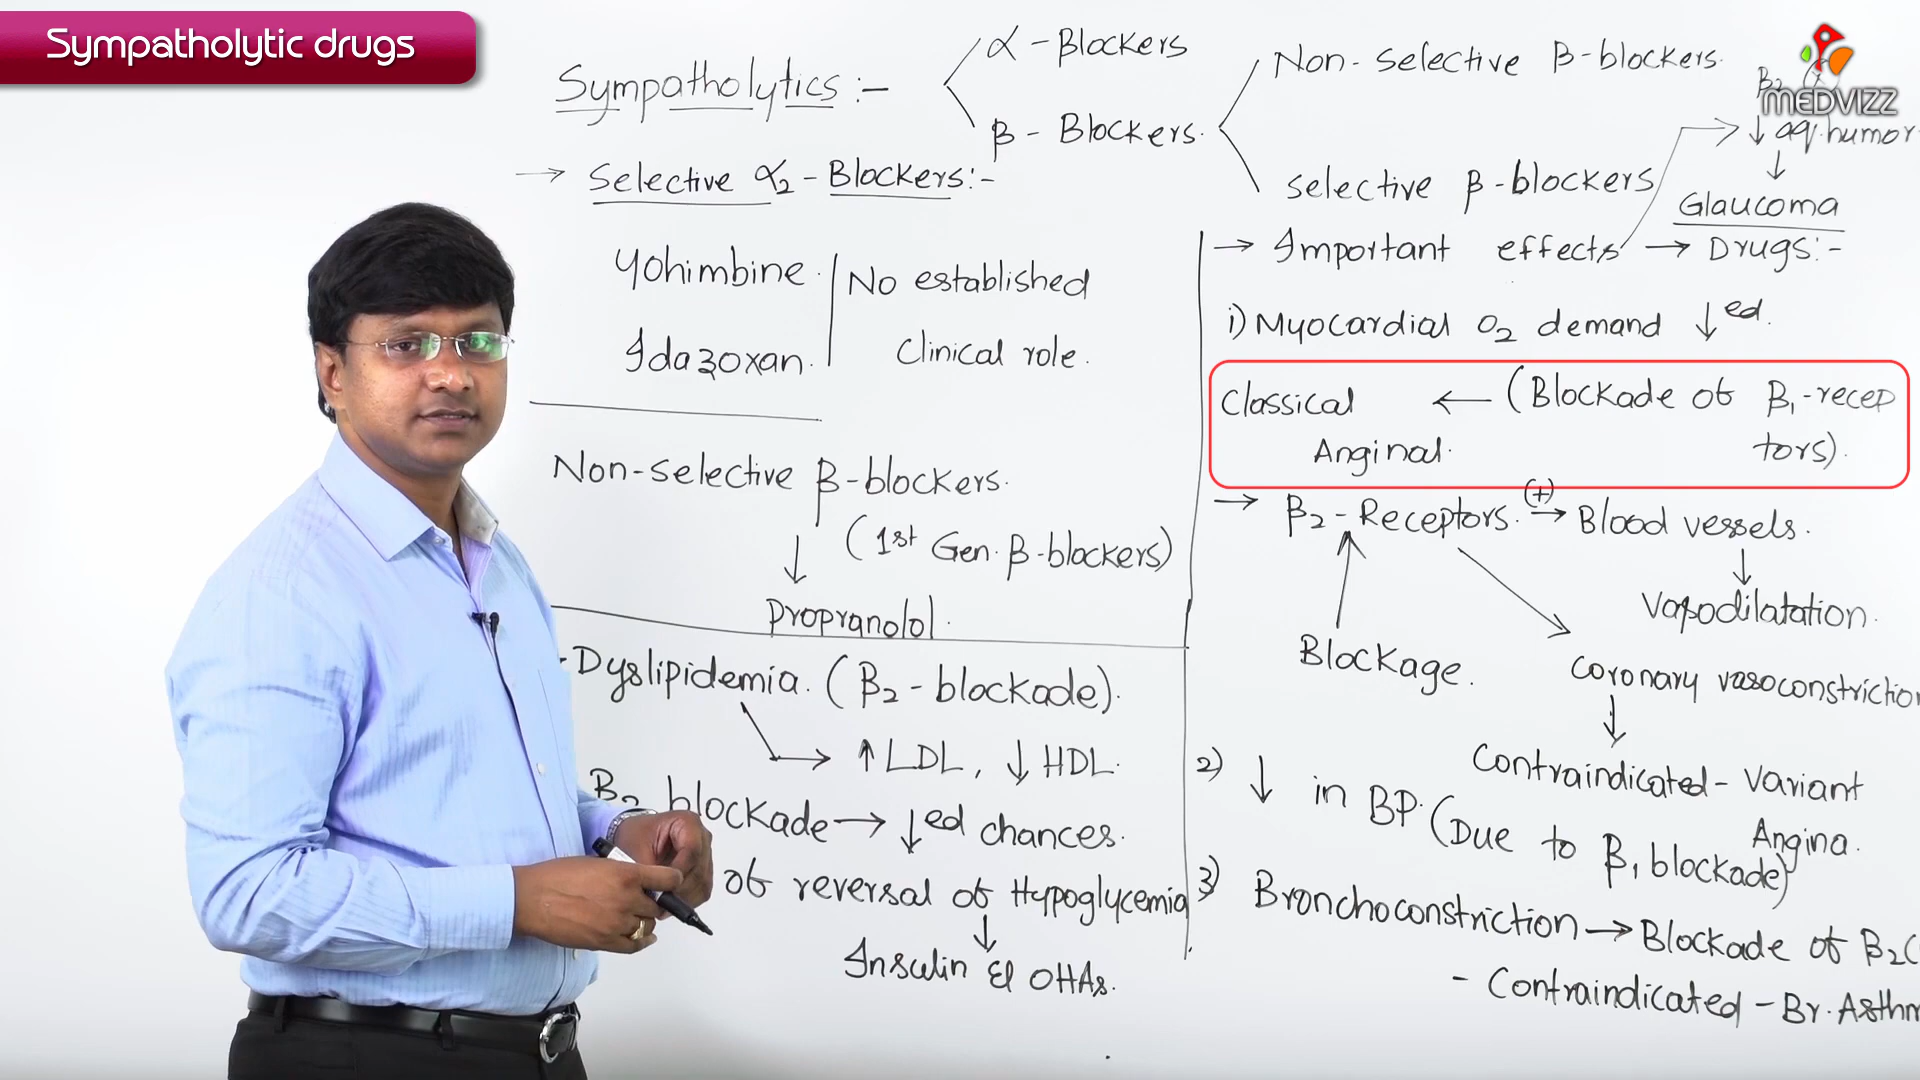 Sympatholytic drugs
MEDVIZZ
Sympatholytics :-
α - Blockers
β - Blockers.
Non - Selective β-blockers.
selective β-blockers
→ Selective α2 - Blockers:-
Yohimbine.
Idazoxan.
No established
Clinical role.
Non-selective β-blockers.
↓ (1st Gen. β-blockers)
Propranolol.
Dyslipidemia. (β2 - blockade).
→ ↑ LDL, ↓ HDL.
blockade → ↓ed chances.
of reversal of Hypoglycemia
↓
Insulin & OHAs.
β2
↓ aq. humor
↓
Glaucoma
→ Important effects → Drugs:-
i) Myocardial O2 demand ↓ed.
Classical ← (Blockade of β1-recep
Anginal. tors).
→ β2 - Receptors. (+) → Blood vessels.
↓
Vasodilatation.
Blockage.
Coronary vasoconstriction
↓
Contraindicated - Variant
Angina.
2) ↓ in BP. (Due to β1 blockade)
3) Bronchoconstriction → Blockade of β2 (
- Contraindicated - Br. Asthm